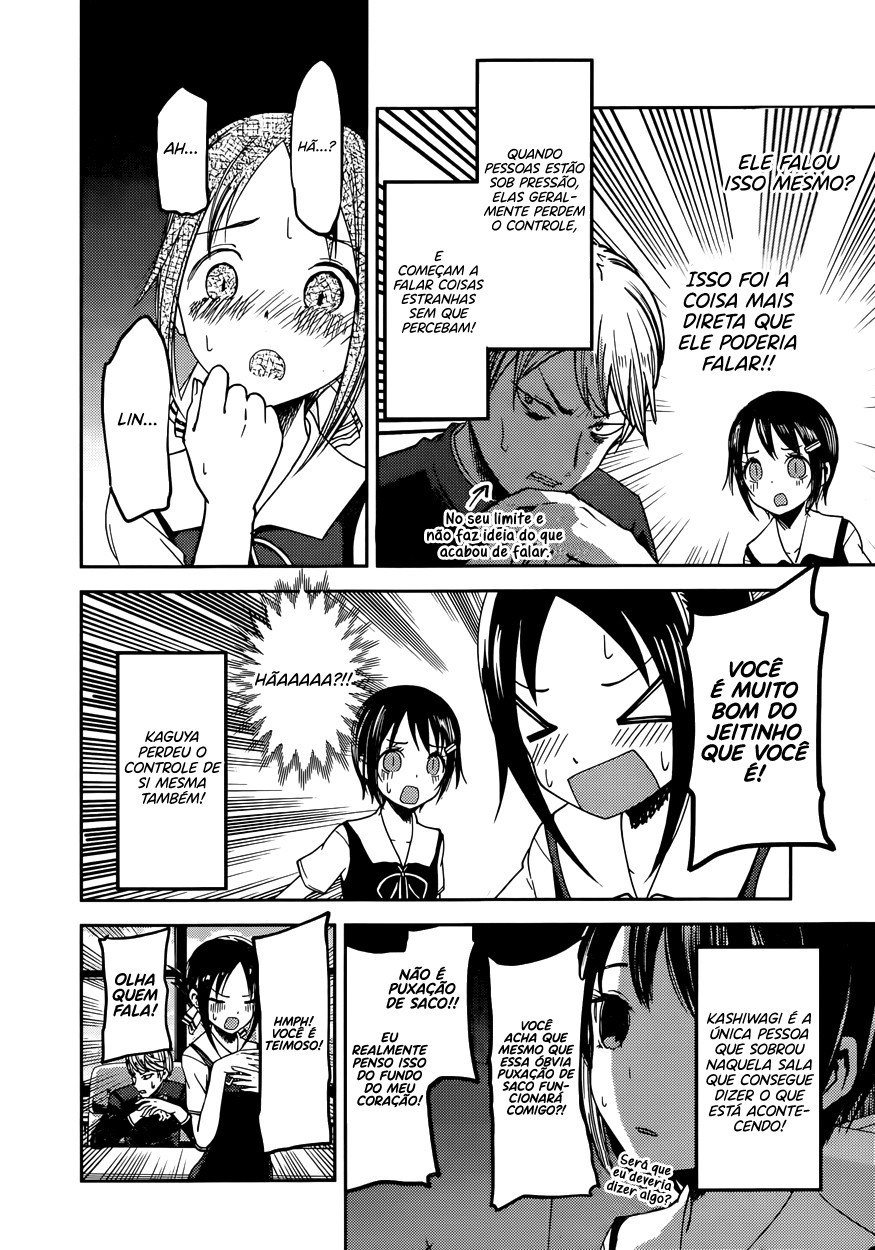 ELE FALOU
ISSO MESMO?
ISSO FOI A
COISA MAIS
DIRETA QUE
ELE PODERIA
FALAR!!
QUANDO
PESSOAS ESTÃO
SOB PRESSÃO,
ELAS GERAL-
MENTE PERDEM
O CONTROLE,
E
COMEÇAM A
FALAR COISAS
ESTRANHAS
SEM QUE
PERCEBAM!
No seu limite e
não faz idéia do que
acabou de falar.
HÃ...?
AH...
LIN...
VOCÊ
É MUITO
BOM DO
JEITINHO
QUE VOCÊ
É!
HÃAAAAA?!!
KAGUYA
PERDEU O
CONTROLE DE
SI MESMA
TAMBÉM!
KASHIWAGI É A
ÚNICA PESSOA
QUE SOBROU
NAQUELA SALA
QUE CONSEGUE
DIZER O QUE
ESTÁ ACONTE-
CENDO!
Será que
eu deveria
dizer algo?
VOCÊ
ACHA QUE
MESMO QUE
ESSA ÓBVIA
PUXAÇÃO DE
SACO FUN-
CIONARÁ
COMIGO?!
NÃO É
PUXAÇÃO
DE SACO!!
EU
REALMENTE
PENSO ISSO
DO FUNDO
DO MEU
CORAÇÃO!
HMPH!
VOCÊ É
TEIMOSO!
OLHA
QUEM
FALA!